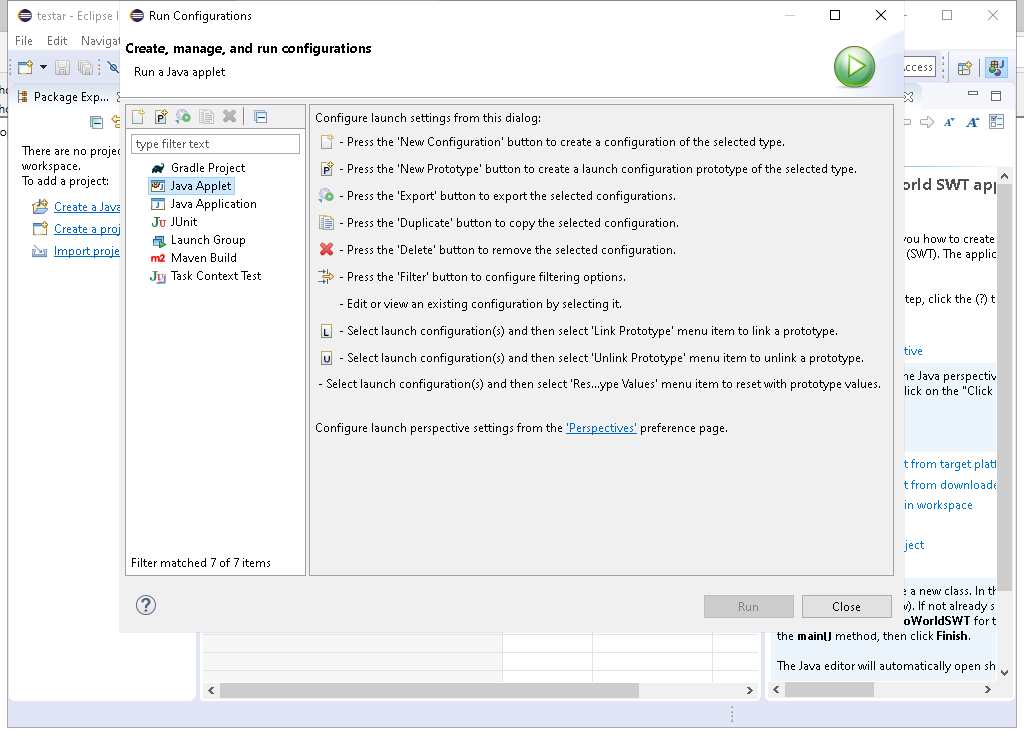 testar - Eclipse I
Run Configurations
File Edit Navigat
Create, manage, and run configurations
Run a Java applet
ccess
Package Exp...
type filter text
Gradle Project
Java Applet
Java Application
JUnit
Launch Group
Maven Build
Task Context Test
Filter matched 7 of 7 items
There are no projec
workspace.
To add a project:
Create a Java
Create a proj
Import proje
Configure launch settings from this dialog:
- Press the 'New Configuration' button to create a configuration of the selected type.
- Press the 'New Prototype' button to create a launch configuration prototype of the selected type.
- Press the 'Export' button to export the selected configurations.
- Press the 'Duplicate' button to copy the selected configuration.
- Press the 'Delete' button to remove the selected configuration.
- Press the 'Filter' button to configure filtering options.
- Edit or view an existing configuration by selecting it.
- Select launch configuration(s) and then select 'Link Prototype' menu item to link a prototype.
- Select launch configuration(s) and then select 'Unlink Prototype' menu item to unlink a prototype.
- Select launch configuration(s) and then select 'Res...ype Values' menu item to reset with prototype values.
Configure launch perspective settings from the 'Perspectives' preference page.
Run
Close
orld SWT app
you how to create
(SWT). The applic
tep, click the (?) t
tive
he Java perspectiv
lick on the "Click
t from target platf
t from downloade
in workspace
ject
e a new class. In th
w). If not already s
oWorldSWT for t
the main() method, then click Finish.
The Java editor will automatically open sh